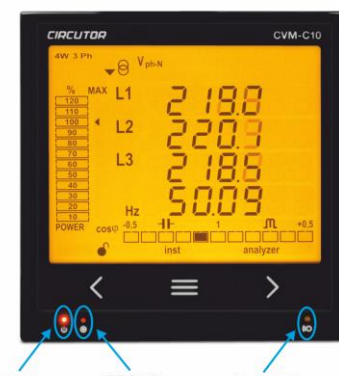 CIRCUTOR CVM-C10
4W 3 Ph
V ph-N
% MAX L1 219.8
120
110
100
90 L2 220.1
80
70
60 L3 218.6
50
40
30
20
10 Hz 50.09
POWER cosφ -0,5 1 +0,5
inst analyzer